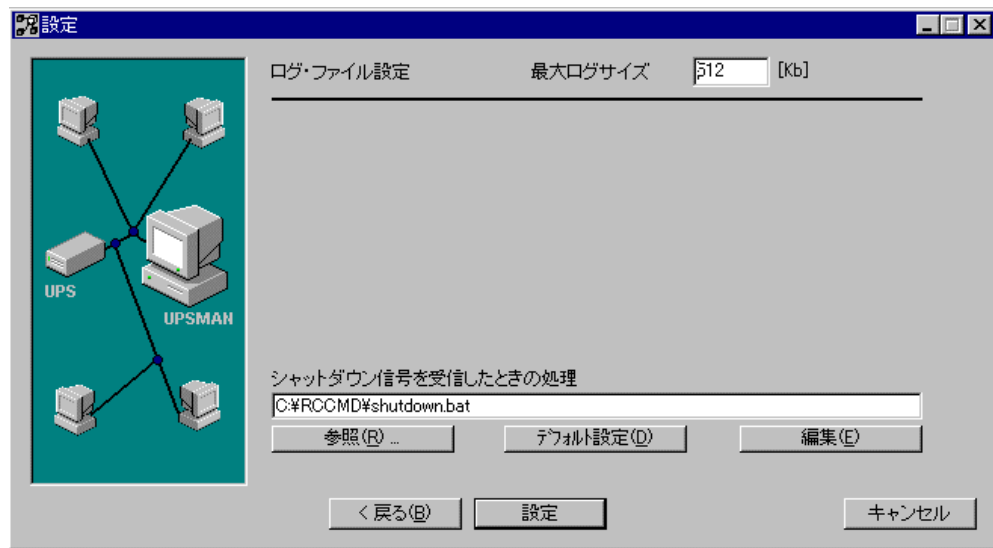 設定
ログ・ファイル設定 最大ログサイズ 512 [Kb]
UPS
UPSMAN
シャットダウン信号を受信したときの処理
C:¥RCCMD¥shutdown.bat
参照(R) ... デフォルト設定(D) 編集(E)
< 戻る(B) 設定 キャンセル